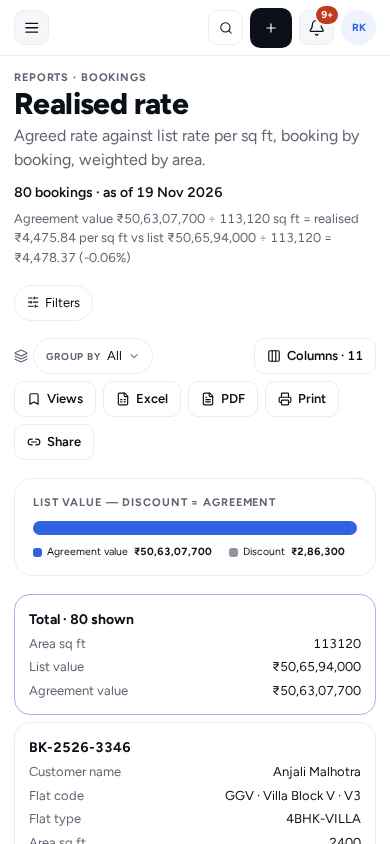 9+
RK
REPORTS · BOOKINGS
Realised rate
Agreed rate against list rate per sq ft, booking by
booking, weighted by area.
80 bookings · as of 19 Nov 2026
Agreement value ₹50,63,07,700 ÷ 113,120 sq ft = realised
₹4,475.84 per sq ft vs list ₹50,65,94,000 ÷ 113,120 =
₹4,478.37 (-0.06%)
Filters
GROUP BY All
Columns · 11
Views
Excel
PDF
Print
Share
LIST VALUE — DISCOUNT = AGREEMENT
Agreement value ₹50,63,07,700 Discount ₹2,86,300
Total · 80 shown
Area sq ft 113120
List value ₹50,65,94,000
Agreement value ₹50,63,07,700
BK-2526-3346
Customer name Anjali Malhotra
Flat code GGV · Villa Block V · V3
Flat type 4BHK-VILLA
Area sq ft 2400